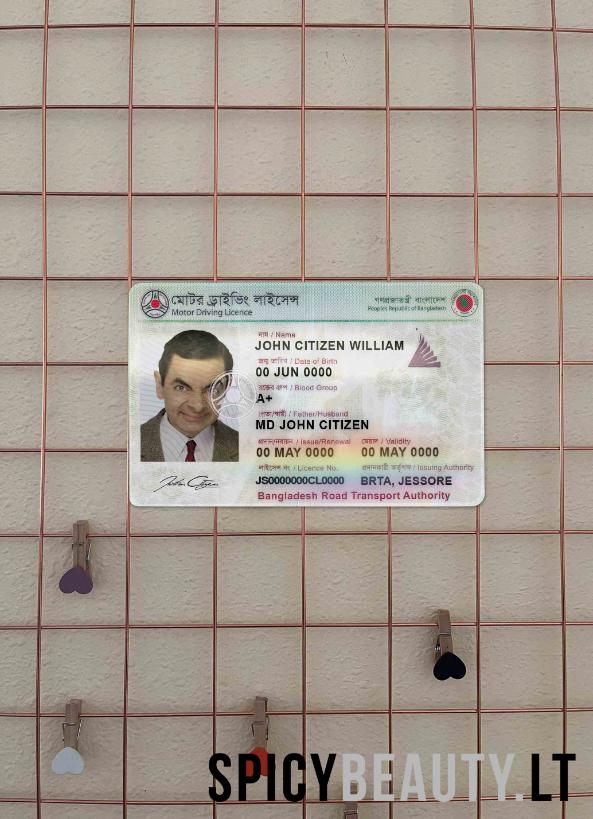 মোটর ড্রাইভিং লাইসেন্স
Motor Driving Licence
গণপ্রজাতন্ত্রী বাংলাদেশ
Peoples Republic of Bangladesh
নাম / Name
JOHN CITIZEN WILLIAM
জন্ম তারিখ / Date of Birth
00 JUN 0000
রক্তের গ্রুপ / Blood Group
A+
পিতা/স্বামী / Father/Husband
MD JOHN CITIZEN
প্রদান/নবায়ন / Issue/Renewal মেয়াদ / Validity
00 MAY 0000 00 MAY 0000
লাইসেন্স নং / Licence No. প্রদানকারী কর্তৃপক্ষ / Issuing Authority
JS0000000CL0000 BRTA, JESSORE
Bangladesh Road Transport Authority
John Citizen
SPICYBEAUTY.LT